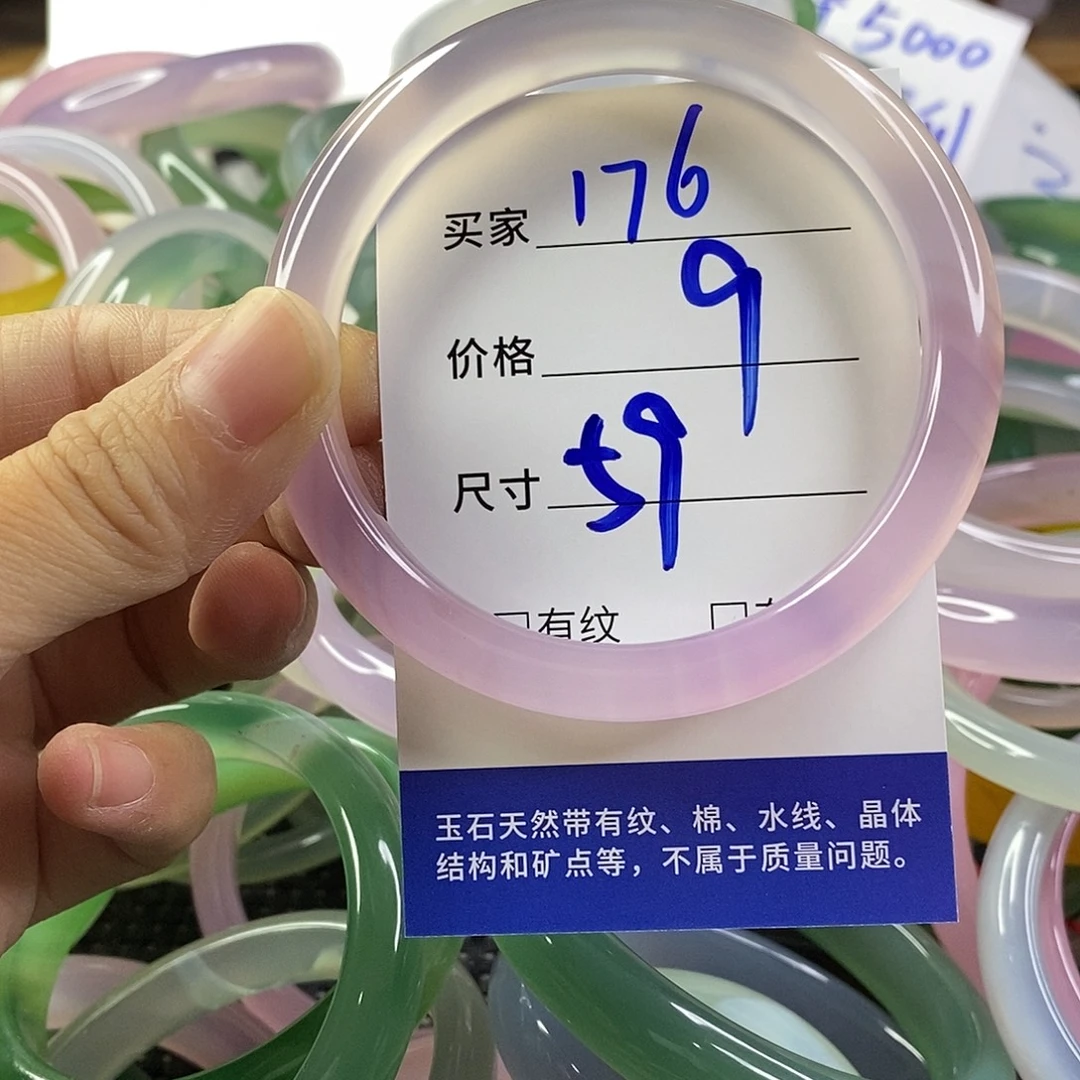 5000
买家 176
价格 9
尺寸 59
有纹
玉石天然带有纹、棉、水线、晶体
结构和矿点等，不属于质量问题。